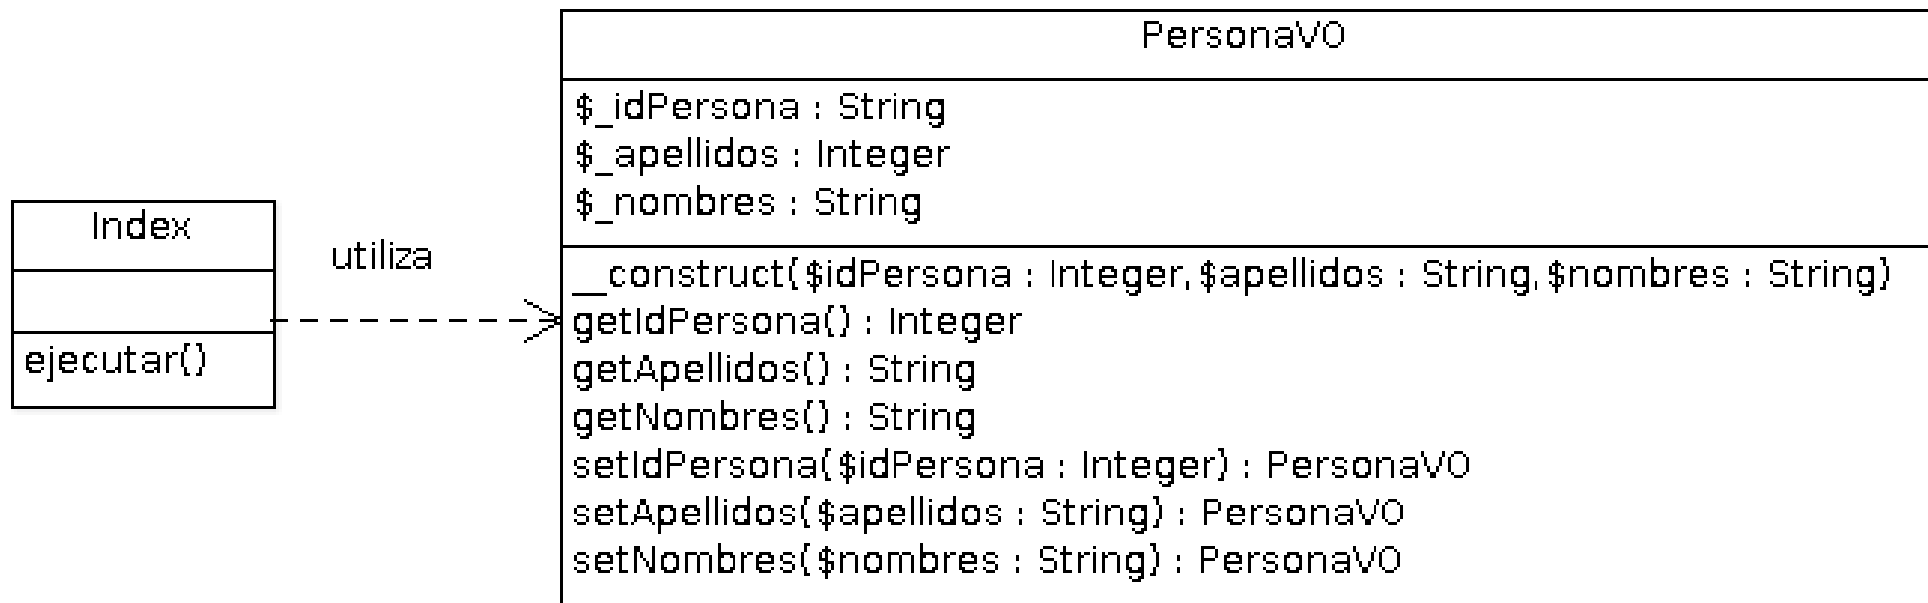 Index
ejecutar()
utiliza
PersonaVO
$_idPersona : String
$_apellidos : Integer
$_nombres : String
__construct($idPersona : Integer,$apellidos : String,$nombres : String)
getIdPersona() : Integer
getApellidos() : String
getNombres() : String
setIdPersona($idPersona : Integer) : PersonaVO
setApellidos($apellidos : String) : PersonaVO
setNombres($nombres : String) : PersonaVO